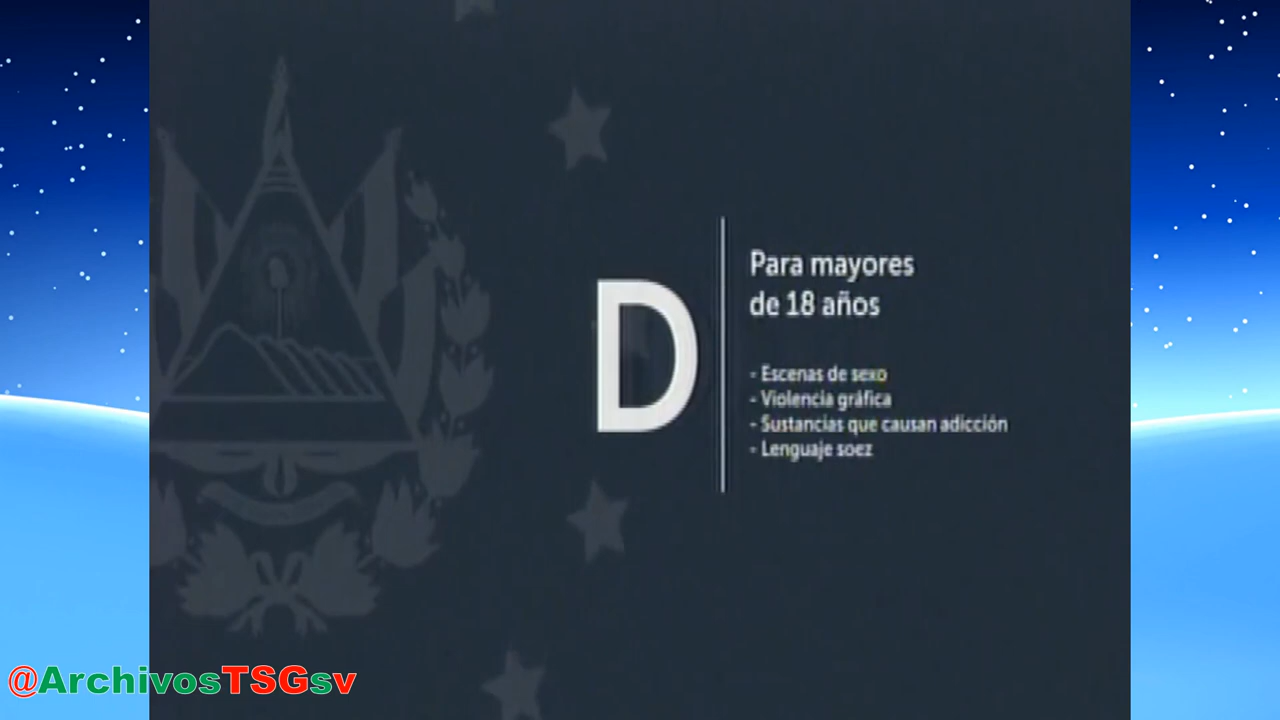 D
Para mayores
de 18 años
- Escenas de sexo
- Violencia gráfica
- Sustancias que causan adicción
- Lenguaje soez
@ArchivosTSGsv